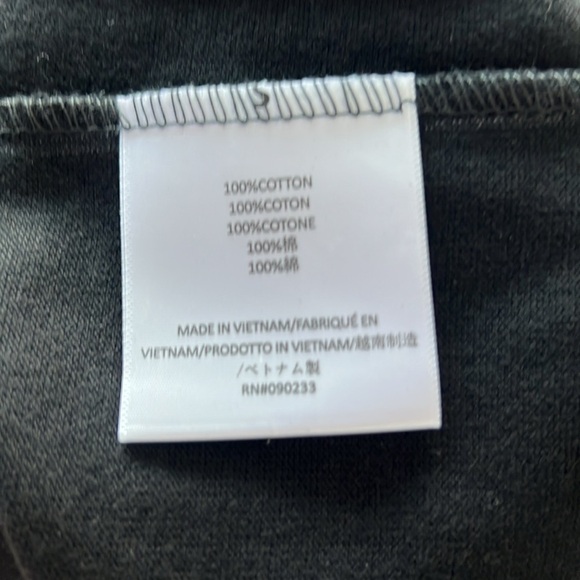 100%COTTON
100%COTON
100%COTONE
100%棉
100%綿
MADE IN VIETNAM/FABRIQUÉ EN
VIETNAM/PRODOTTO IN VIETNAM/越南制造
/ベトナム製
RN#090233